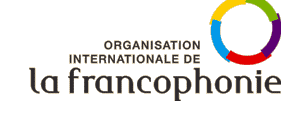 ORGANISATION
INTERNATIONALE DE
la francophonie